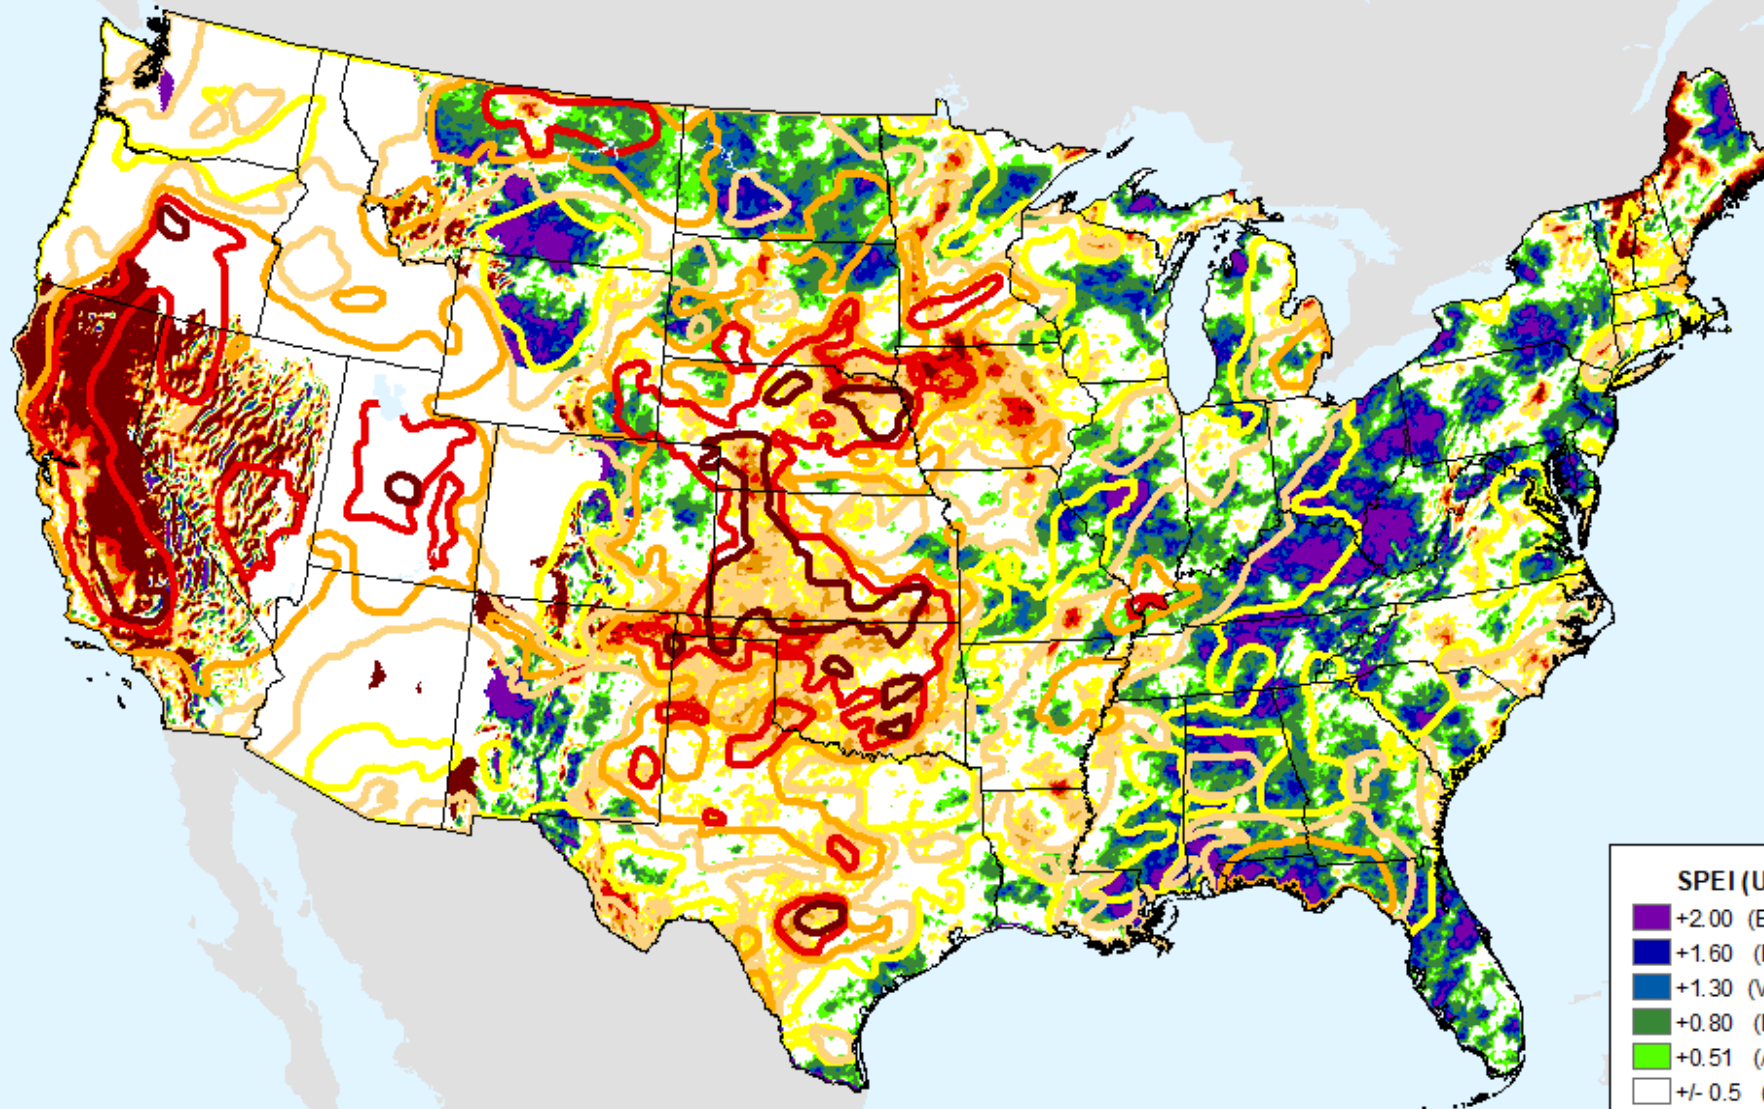 SPEI (U
+2.00 (E
+1.60 (
+1.30 (V
+0.80 (
+0.51 (
+/- 0.5 (